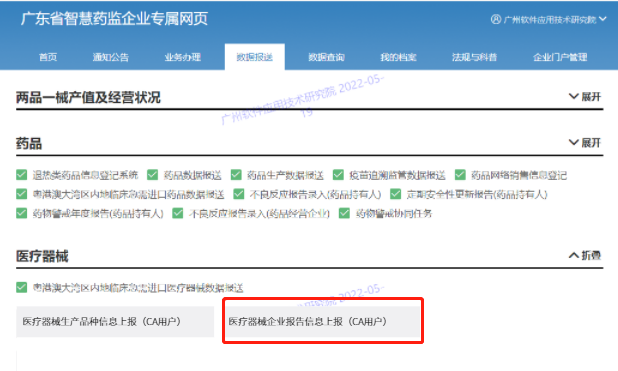 广东省智慧药监企业专属网页
广州软件应用技术研究院
首页 通知公告 业务办理 数据报送 数据查询 我的档案 法规与科普 企业门户管理
两品一械产值及经营状况 展开
广州软件应用技术研究院 2022-05-
19
药品 展开
退热类药品信息登记系统 药品数据报送 药品生产数据报送 疫苗追溯监管数据报送 药品网络销售信息登记
粤港澳大湾区内地临床急需进口药品数据报送 不良反应报告录入(药品持有人) 定期安全性更新报告(药品持有人)
药物警戒年度报告(药品持有人) 不良反应报告录入(药品经营企业) 药物警戒协同任务
医疗器械 折叠
粤港澳大湾区内地临床急需进口医疗器械数据报送
术研究院 2022-05-
医疗器械生产品种信息上报（CA用户） 医疗器械企业报告信息上报（CA用户）